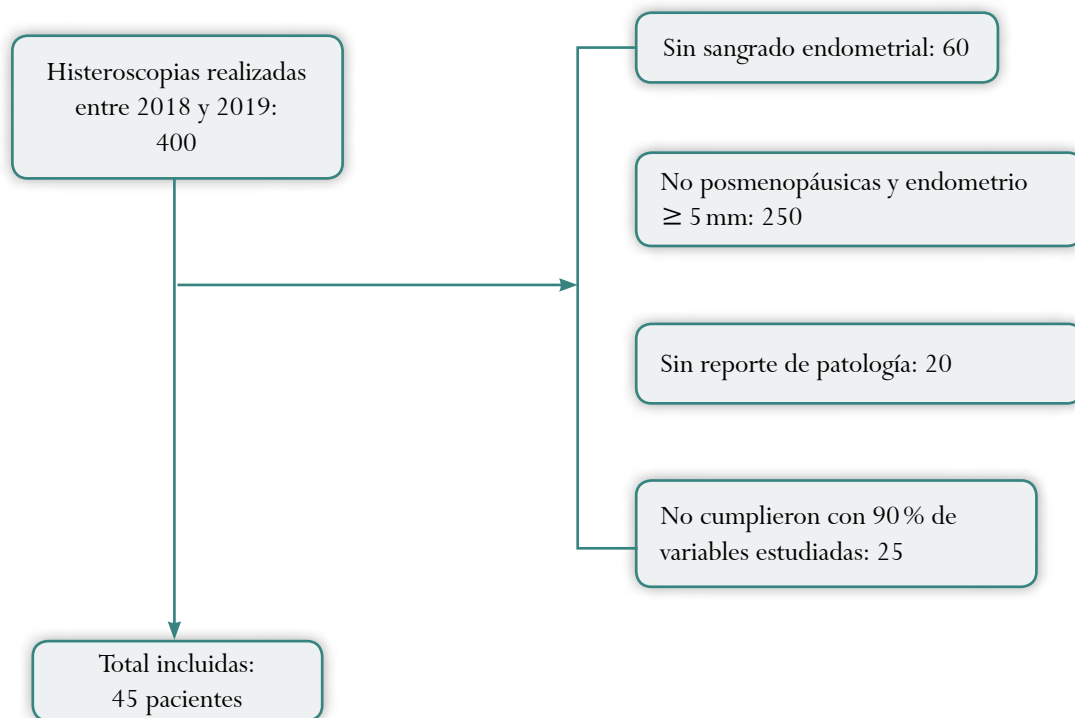 Histeroscopias realizadas
entre 2018 y 2019:
400
Sin sangrado endometrial: 60
No posmenopáusicas y endometrio
≥ 5 mm: 250
Sin reporte de patología: 20
No cumplieron con 90 % de
variables estudiadas: 25
Total incluidas:
45 pacientes